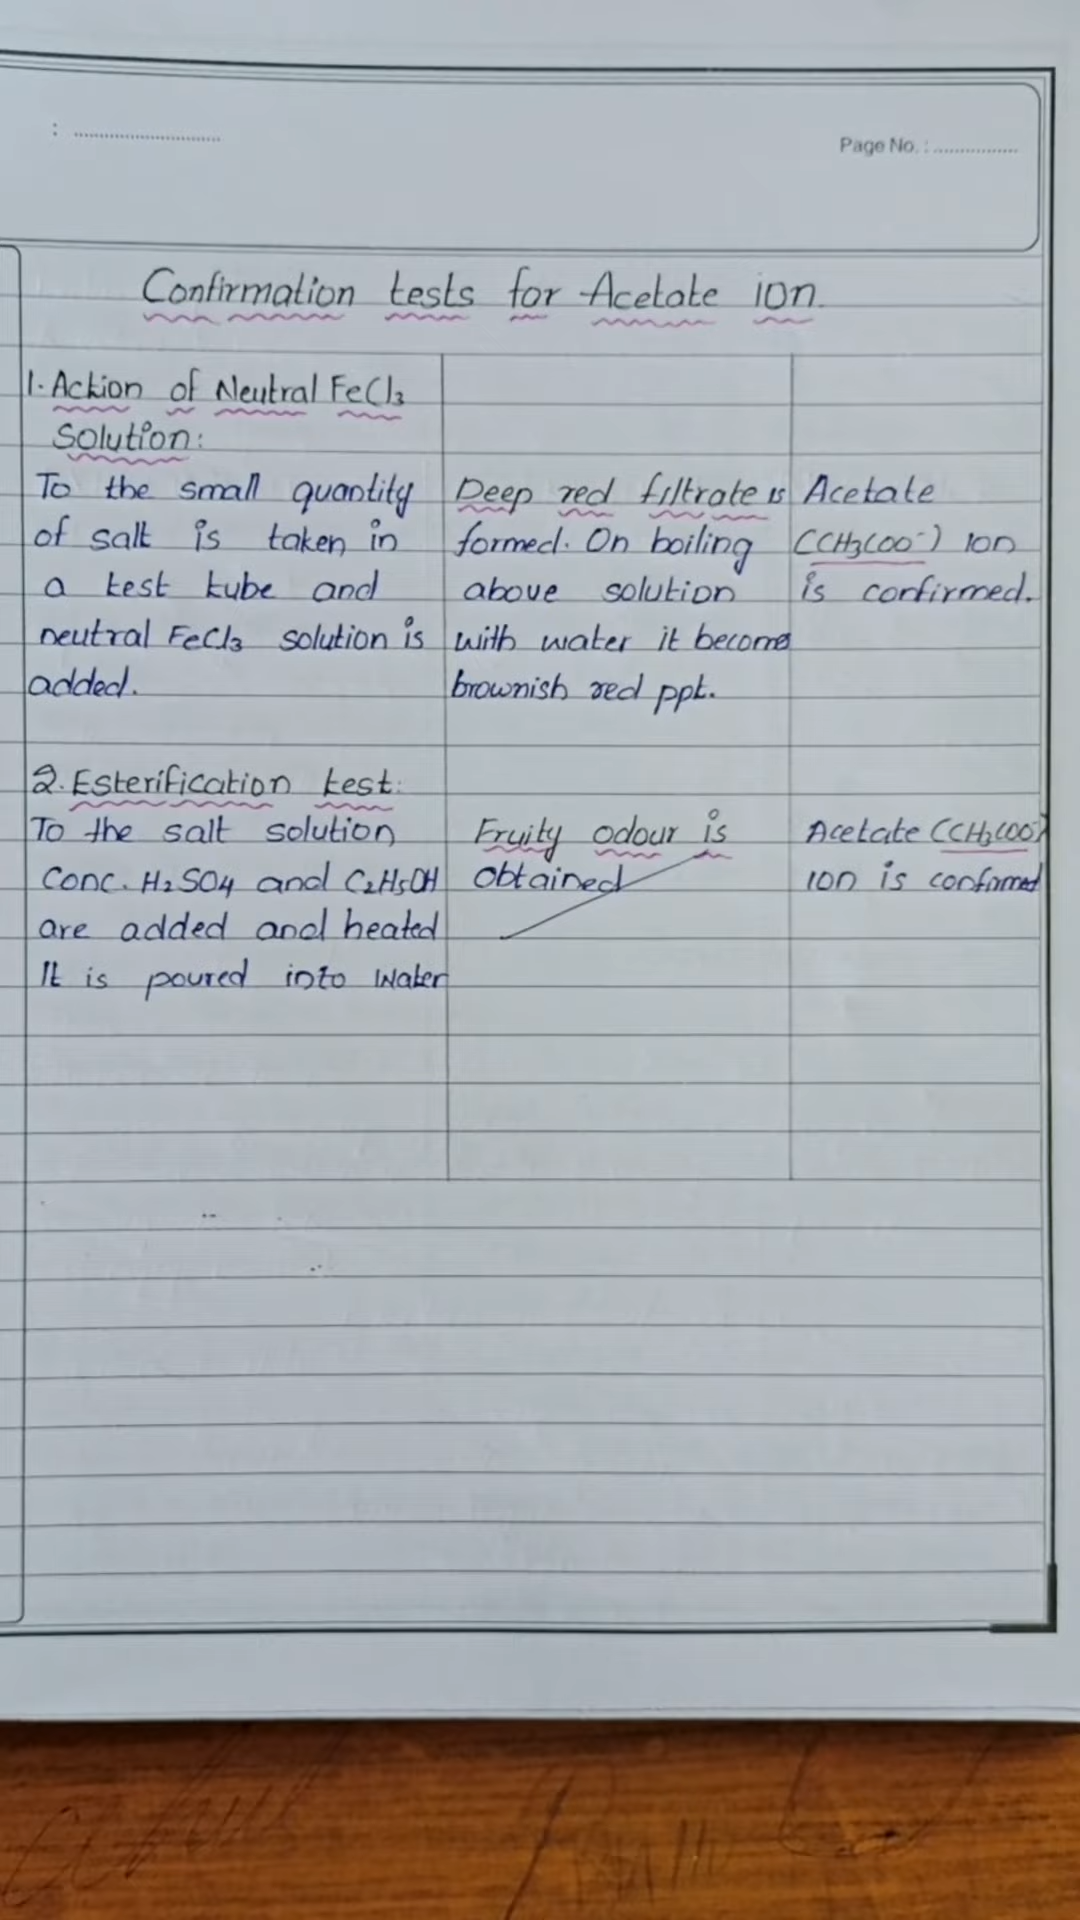 : ............................
Page No. : ................
Confirmation tests for Acetate ion.
1. Action of Neutral FeCl3
Solution:
To the small quantity
of salt is taken in
a test tube and
neutral FeCl3 solution is
added.
Deep red filtrate is
formed. On boiling
above solution
with water it become
brownish red ppt.
Acetate
(CH3COO⁻) ion
is confirmed.
2. Esterification test:
To the salt solution
Conc. H2SO4 and C2H5OH
are added and heated
It is poured into water
Fruity odour is
obtained
Acetate (CH3COO⁻)
ion is confirmed